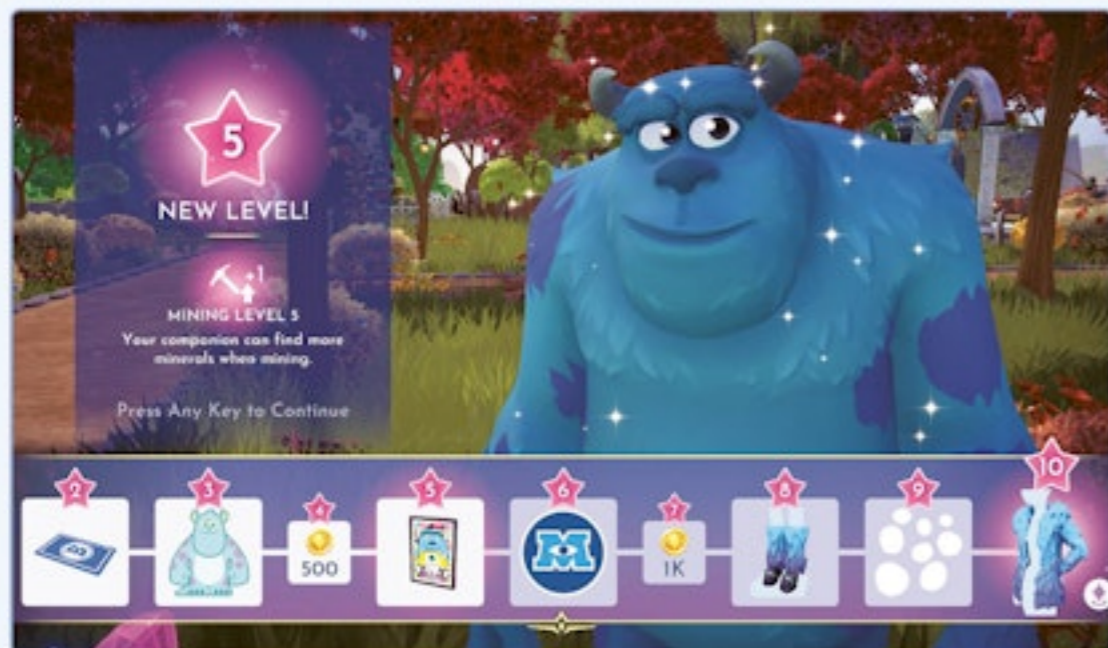 5
NEW LEVEL!
+1
MINING LEVEL 5
Your companion can find more
minerals when mining.
Press Any Key to Continue
2
3
4
500
5
6
M
7
1K
8
9
10